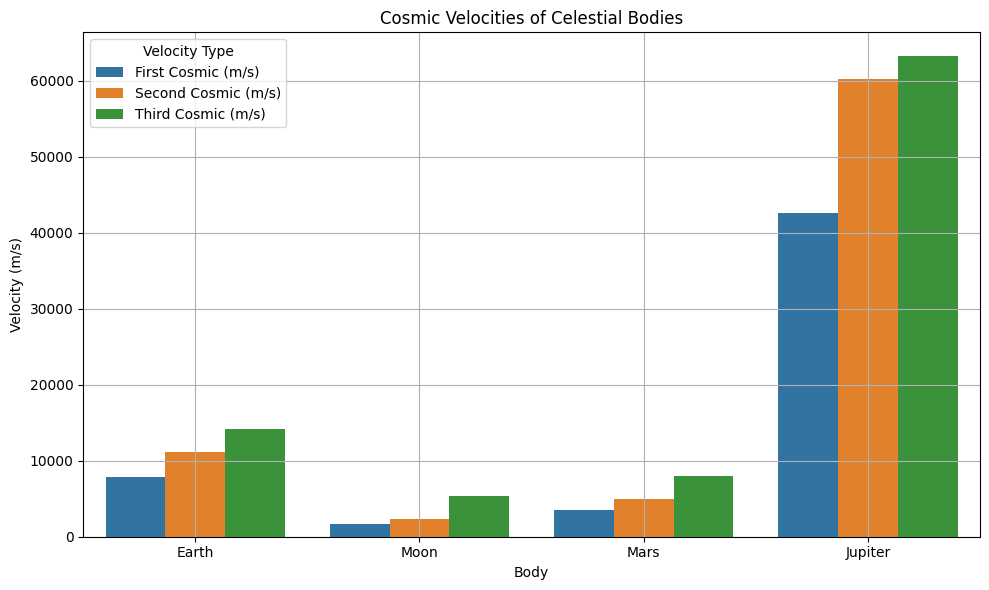 Cosmic Velocities of Celestial Bodies
Velocity Type
First Cosmic (m/s)
Second Cosmic (m/s)
Third Cosmic (m/s)
Velocity (m/s)
60000
50000
40000
30000
20000
10000
0
Earth
Moon
Mars
Jupiter
Body